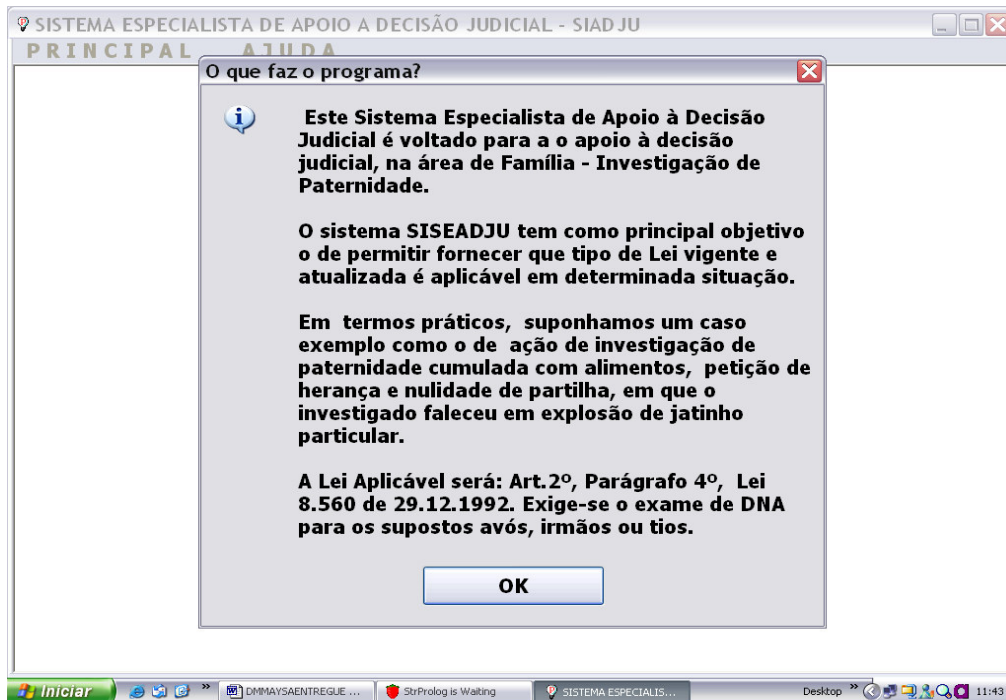 SISTEMA ESPECIALISTA DE APOIO A DECISÃO JUDICIAL - SIADJU
PRINCIPAL AJUDA
O que faz o programa?
Este Sistema Especialista de Apoio à Decisão
Judicial é voltado para a o apoio à decisão
judicial, na área de Família - Investigação de
Paternidade.
O sistema SISEADJU tem como principal objetivo
o de permitir fornecer que tipo de Lei vigente e
atualizada é aplicável em determinada situação.
Em termos práticos, suponhamos um caso
exemplo como o de ação de investigação de
paternidade cumulada com alimentos, petição de
herança e nulidade de partilha, em que o
investigado faleceu em explosão de jatinho
particular.
A Lei Aplicável será: Art.2º, Parágrafo 4º, Lei
8.560 de 29.12.1992. Exige-se o exame de DNA
para os supostos avós, irmãos ou tios.
OK
Iniciar » DMMAYSAENTREGUE ... StrProlog is Waiting SISTEMA ESPECIALIS... Desktop » 11:43